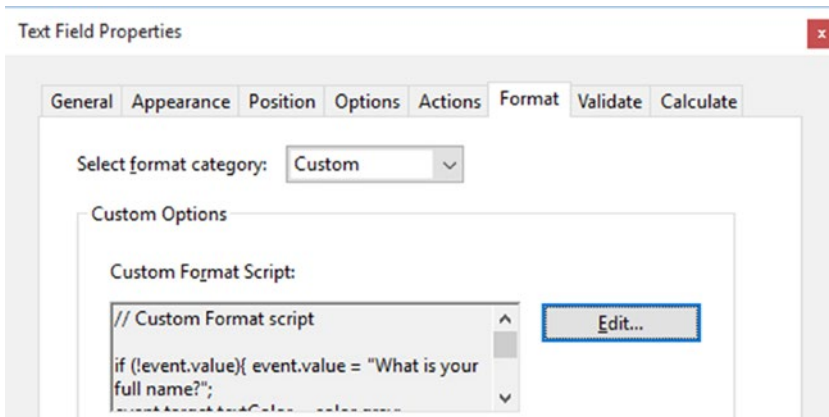 Text Field Properties
x
General Appearance Position Options Actions Format Validate Calculate
Select format category: Custom
Custom Options
Custom Format Script:
// Custom Format script
Edit...
if (!event.value){ event.value = "What is your
full name?";